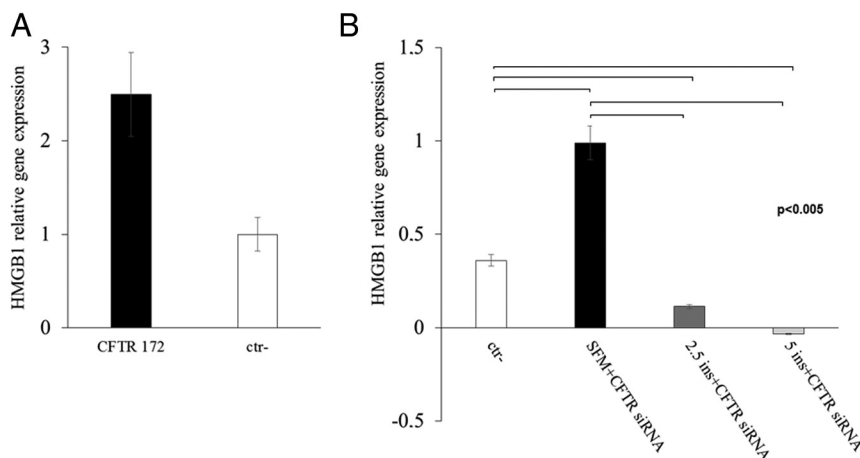 A
HMGB1 relative gene expression
3
2
1
0
CFTR 172
ctr-
B
HMGB1 relative gene expression
1.5
1
0.5
0
-0.5
p<0.005
ctr-
SFM+CFTR siRNA
2.5 ins+CFTR siRNA
5 ins+CFTR siRNA